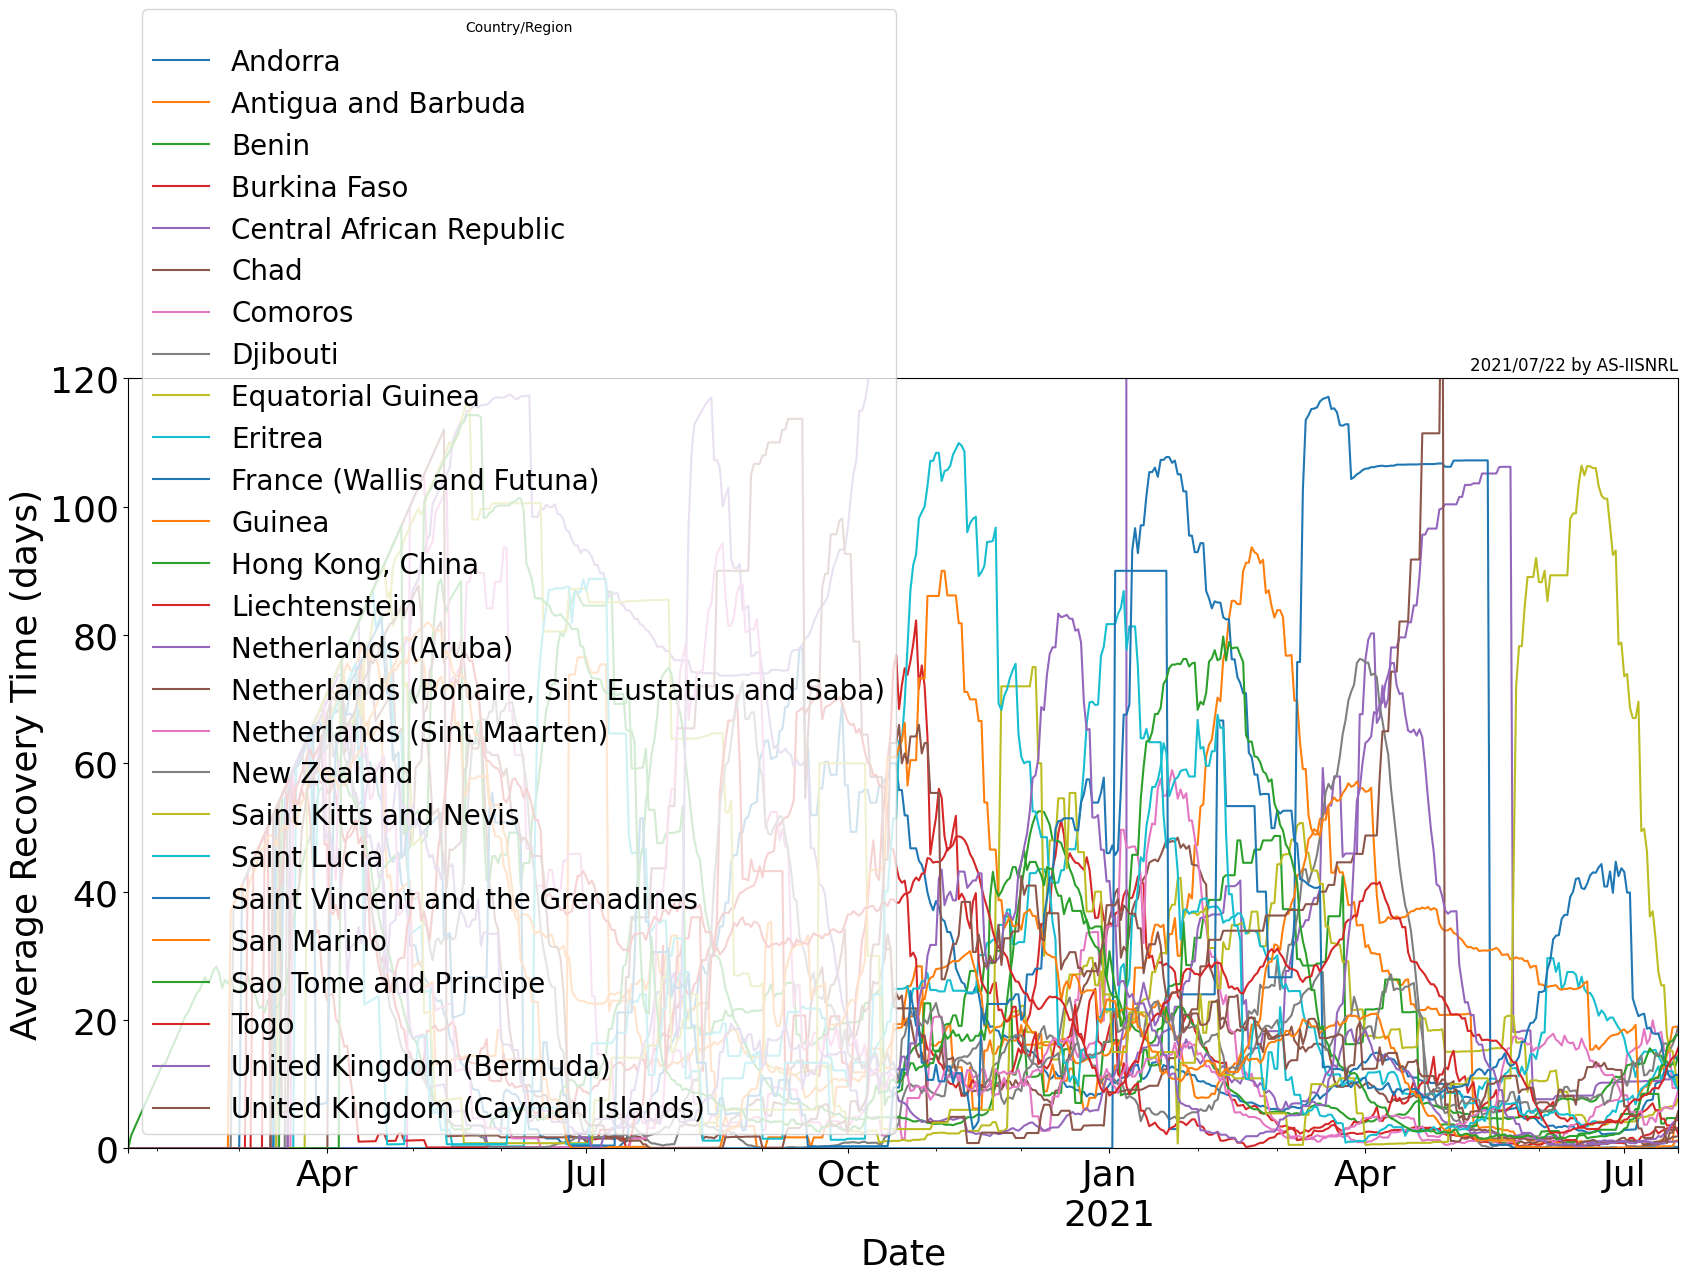 Country/Region
Andorra
Antigua and Barbuda
Benin
Burkina Faso
Central African Republic
Chad
Comoros
Djibouti
Equatorial Guinea
Eritrea
France (Wallis and Futuna)
Guinea
Hong Kong, China
Liechtenstein
Netherlands (Aruba)
Netherlands (Bonaire, Sint Eustatius and Saba)
Netherlands (Sint Maarten)
New Zealand
Saint Kitts and Nevis
Saint Lucia
Saint Vincent and the Grenadines
San Marino
Sao Tome and Principe
Togo
United Kingdom (Bermuda)
United Kingdom (Cayman Islands)
2021/07/22 by AS-IISNRL
Average Recovery Time (days)
120
100
80
60
40
20
0
Apr Jul Oct Jan Apr Jul
2021
Date